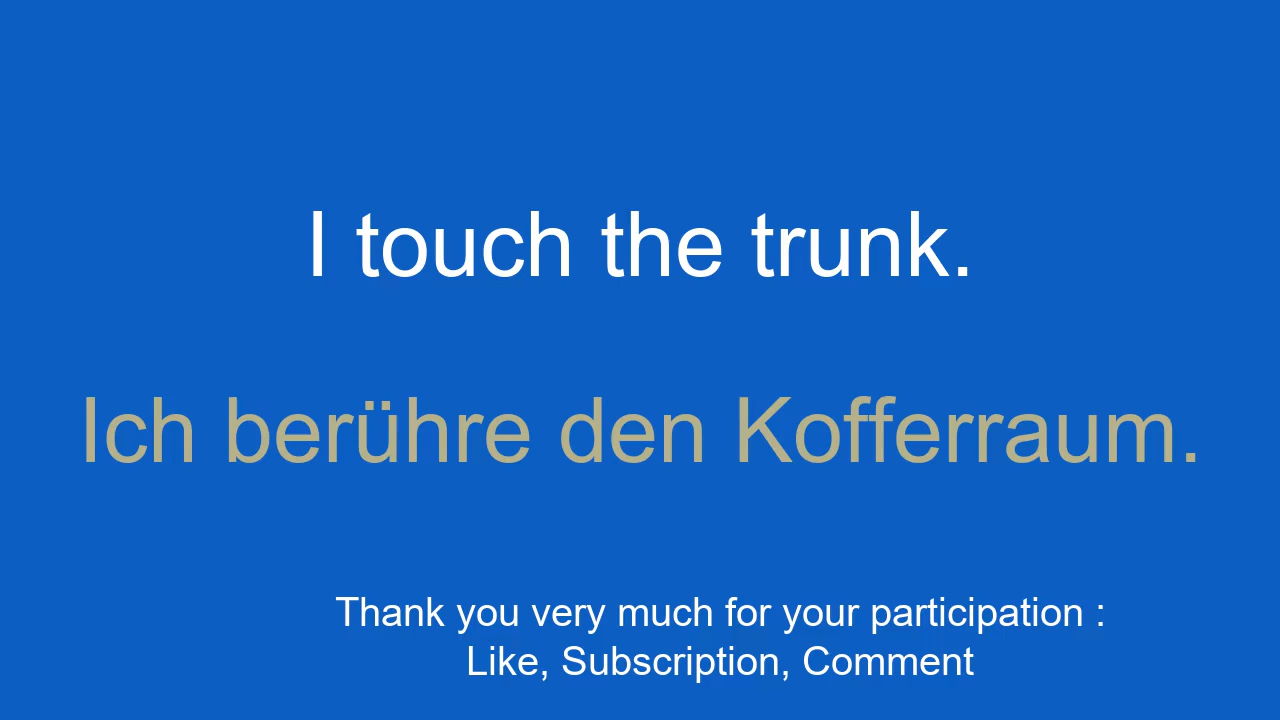 I touch the trunk.
Ich berühre den Kofferraum.
Thank you very much for your participation :
Like, Subscription, Comment